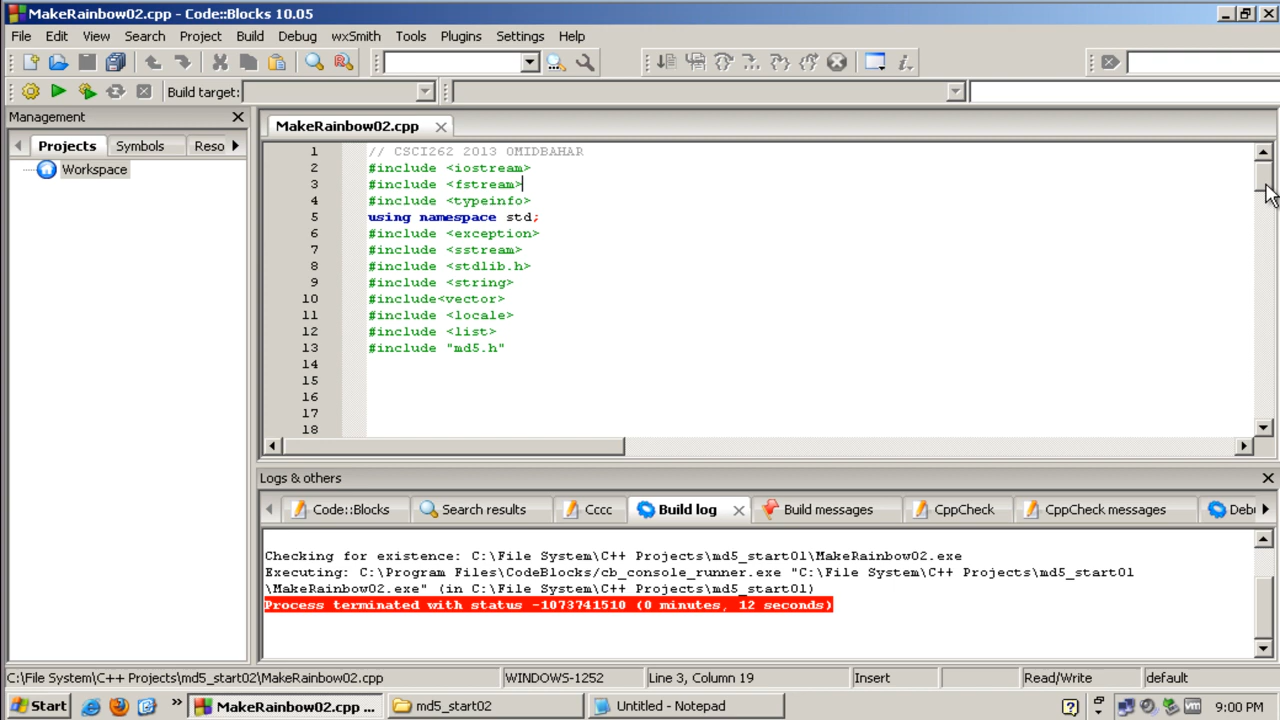 MakeRainbow02.cpp - Code::Blocks 10.05
File Edit View Search Project Build Debug wxSmith Tools Plugins Settings Help
Build target:
Management
Projects Symbols Reso
Workspace
MakeRainbow02.cpp
1 // CSCI262 2013 OMIDBAHAR
2 #include <iostream>
3 #include <fstream>
4 #include <typeinfo>
5 using namespace std;
6 #include <exception>
7 #include <sstream>
8 #include <stdlib.h>
9 #include <string>
10 #include<vector>
11 #include <locale>
12 #include <list>
13 #include "md5.h"
14
15
16
17
18
Logs & others
Code::Blocks Search results Cccc Build log Build messages CppCheck CppCheck messages Debu
Checking for existence: C:\File System\C++ Projects\md5_start01\MakeRainbow02.exe
Executing: C:\Program Files\CodeBlocks/cb_console_runner.exe "C:\File System\C++ Projects\md5_start01
\MakeRainbow02.exe" (in C:\File System\C++ Projects\md5_start01)
Process terminated with status -1073741510 (0 minutes, 12 seconds)
C:\File System\C++ Projects\md5_start02\MakeRainbow02.cpp WINDOWS-1252 Line 3, Column 19 Insert Read/Write default
Start MakeRainbow02.cpp ... md5_start02 Untitled - Notepad 9:00 PM